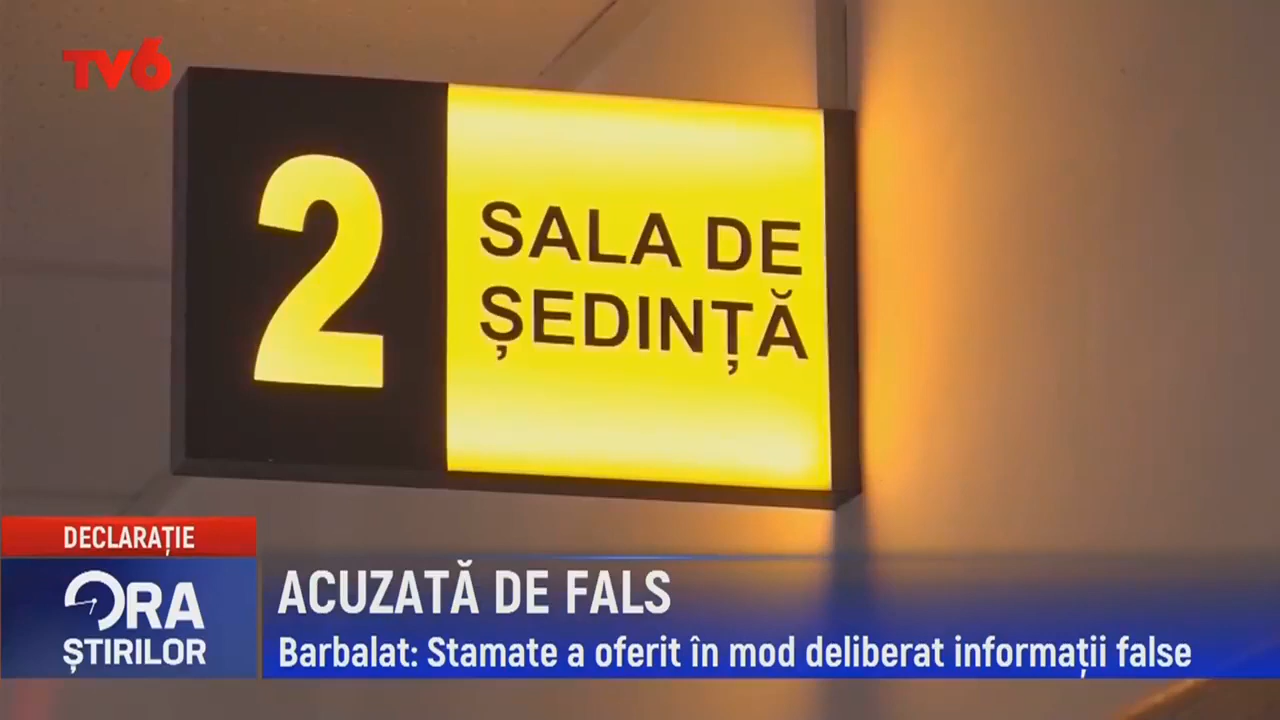 TV6
2
SALA DE
ȘEDINȚĂ
DECLARAȚIE
ORA
ȘTIRILOR
ACUZATĂ DE FALS
Barbalat: Stamate a oferit în mod deliberat informații false